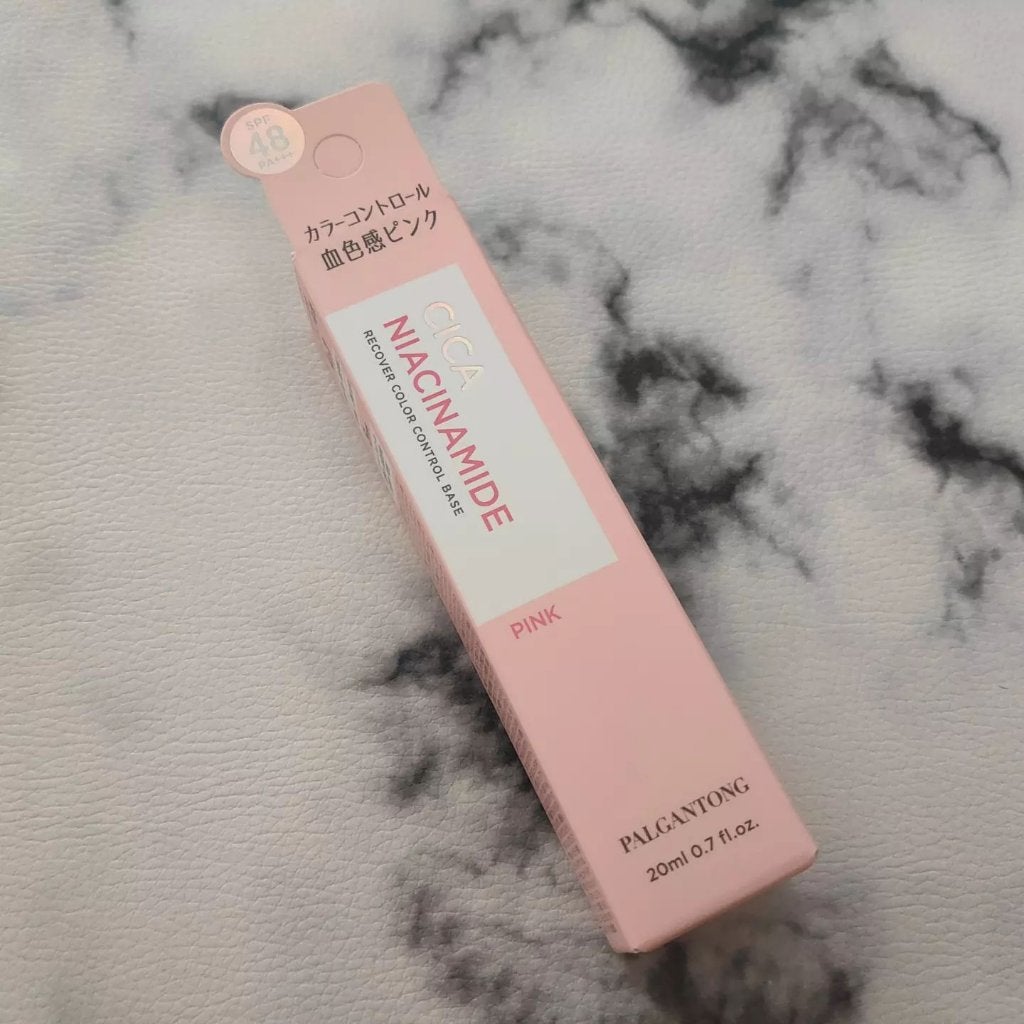 SPF
48
PA+++
カラーコントロール
血色感ピンク
CICA
NIACINAMIDE
RECOVER COLOR CONTROL BASE
PINK
PALGANTONG
20ml 0.7 fl.oz.